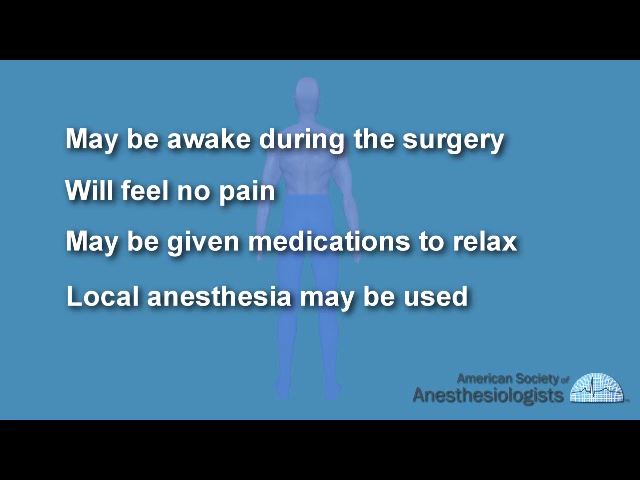 May be awake during the surgery
Will feel no pain
May be given medications to relax
Local anesthesia may be used
American Society of
Anesthesiologists